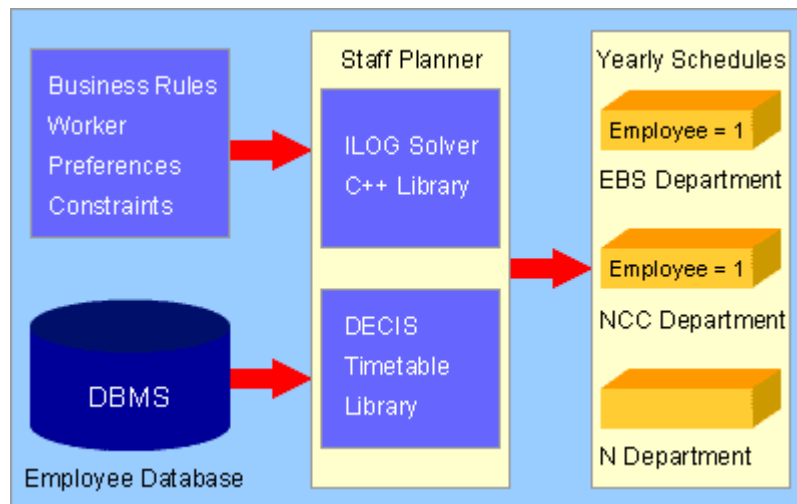 Business Rules
Worker
Preferences
Constraints
DBMS
Employee Database
Staff Planner
ILOG Solver
C++ Library
DECIS
Timetable
Library
Yearly Schedules
Employee = 1
EBS Department
Employee = 1
NCC Department
N Department